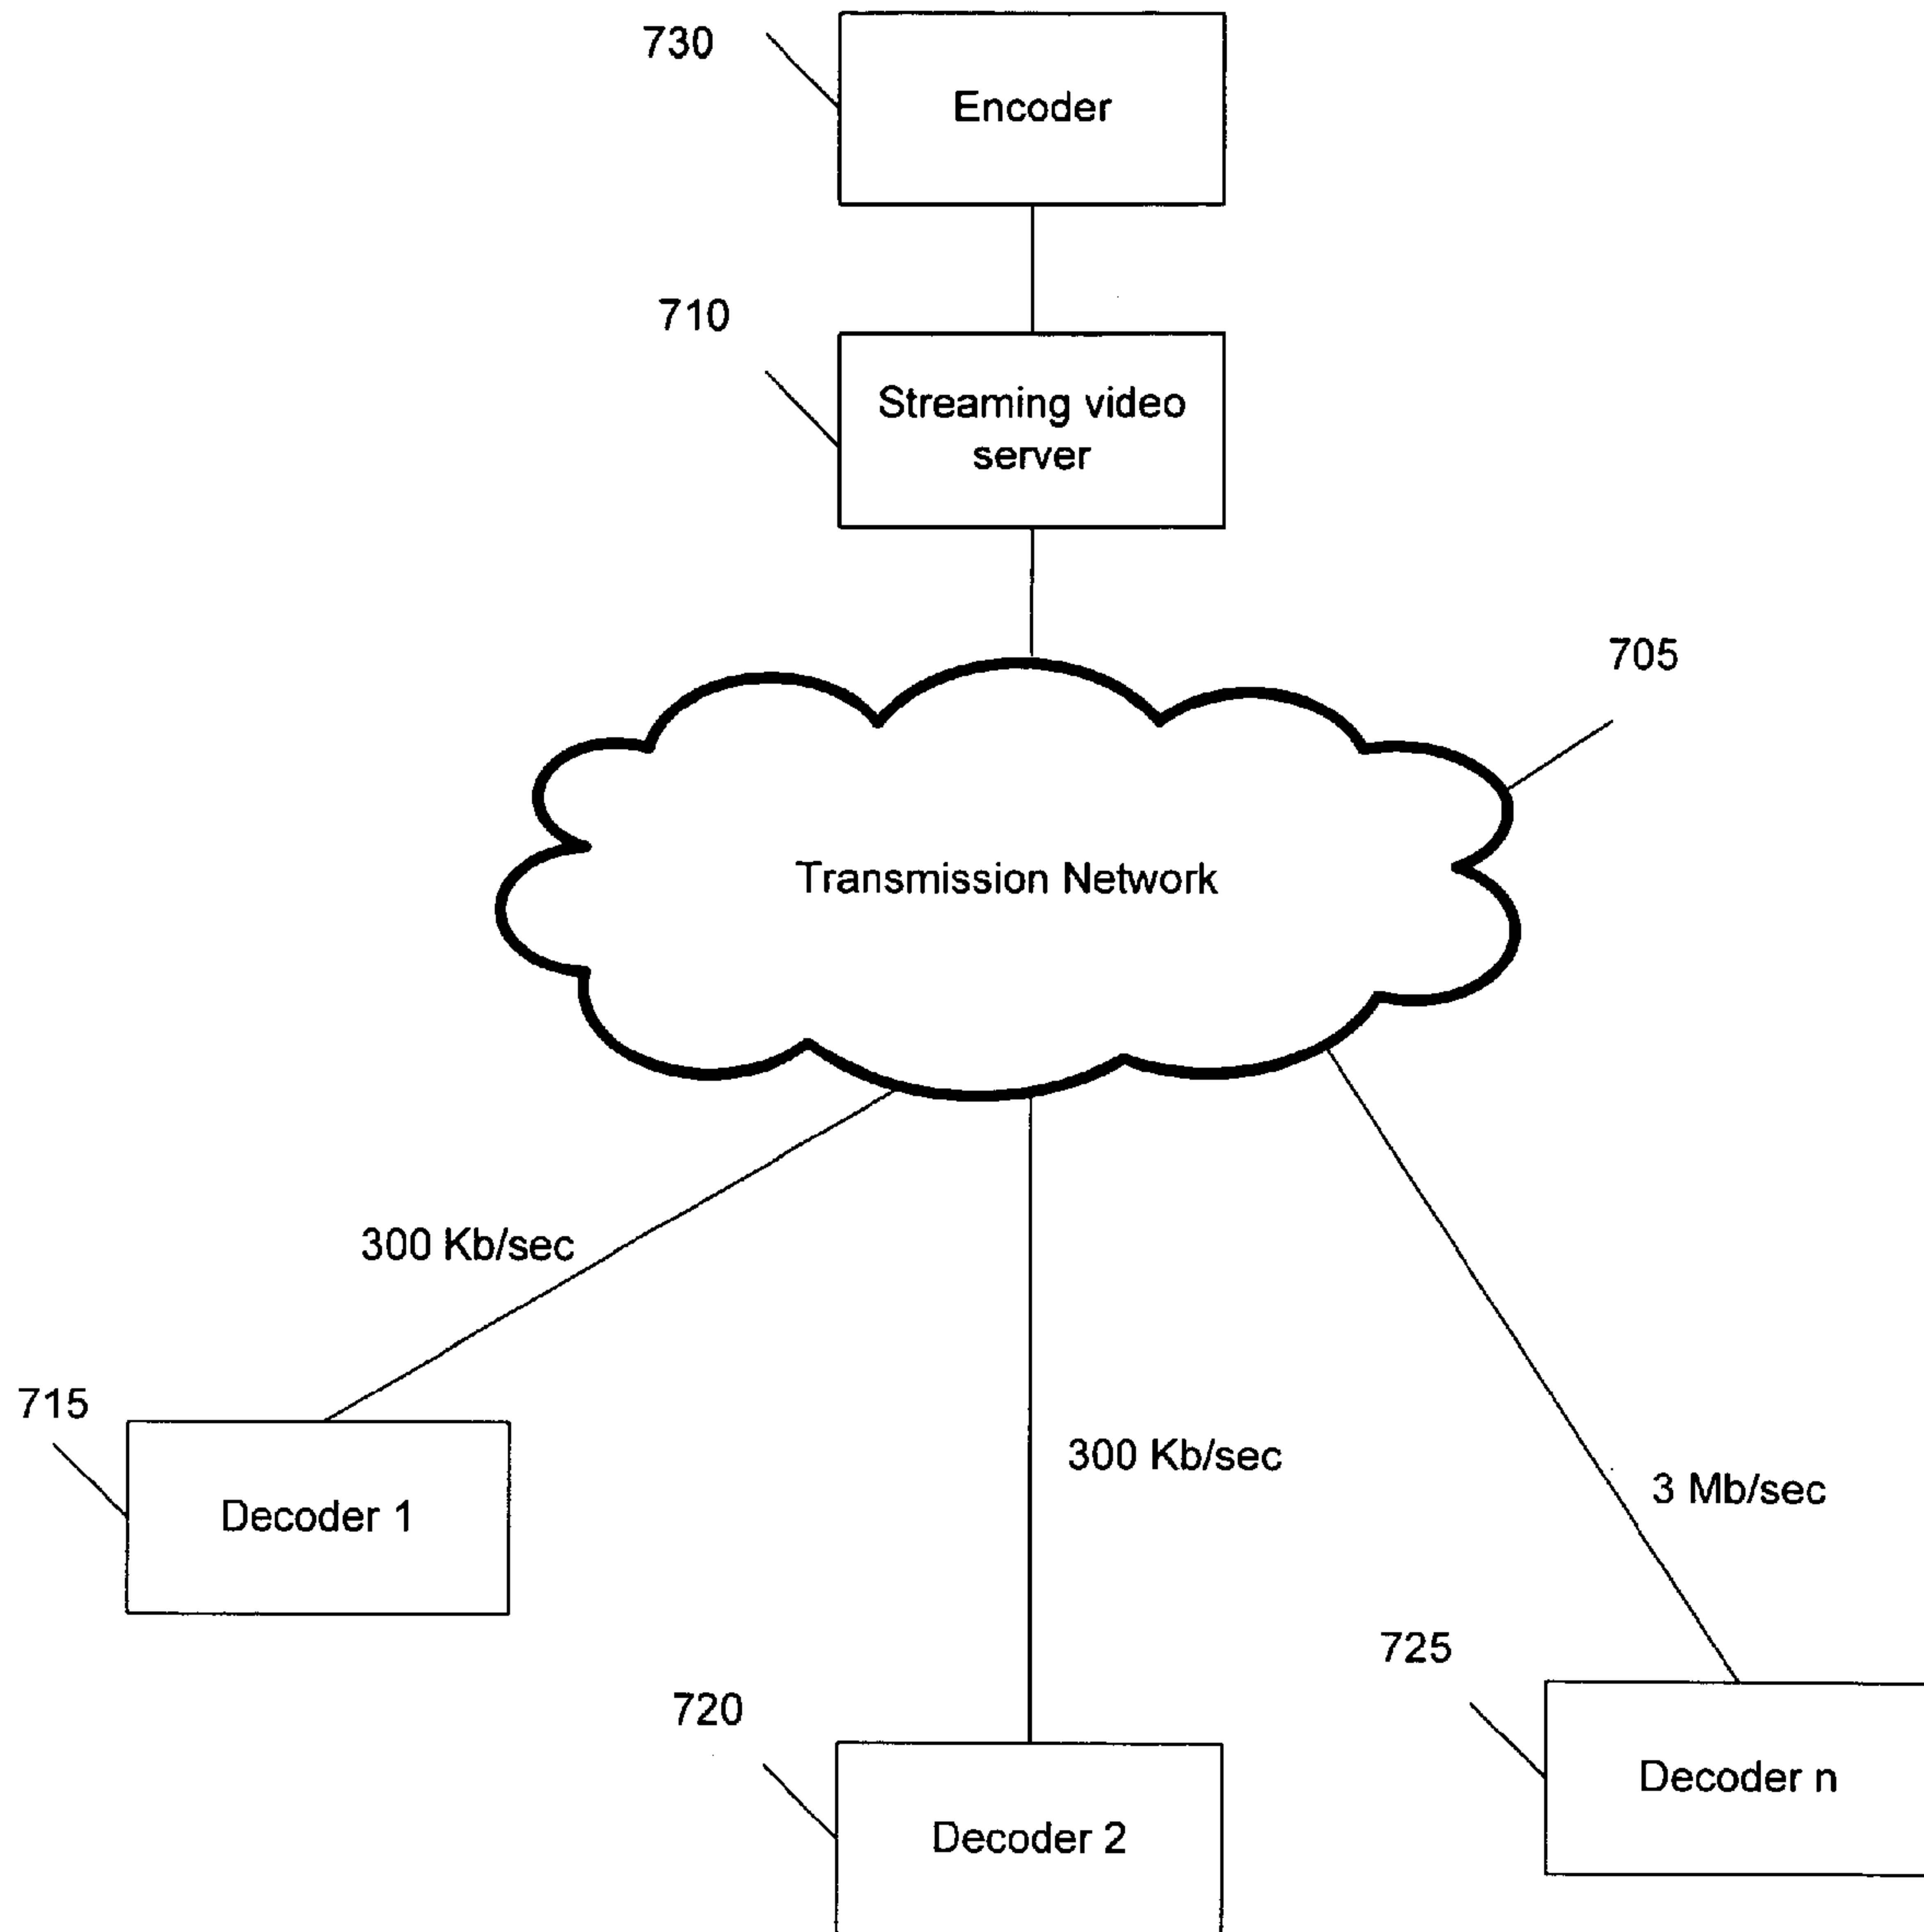 730
Encoder
710
Streaming video
server
705
Transmission Network
300 Kb/sec
715
Decoder 1
300 Kb/sec
3 Mb/sec
725
Decoder n
720
Decoder 2